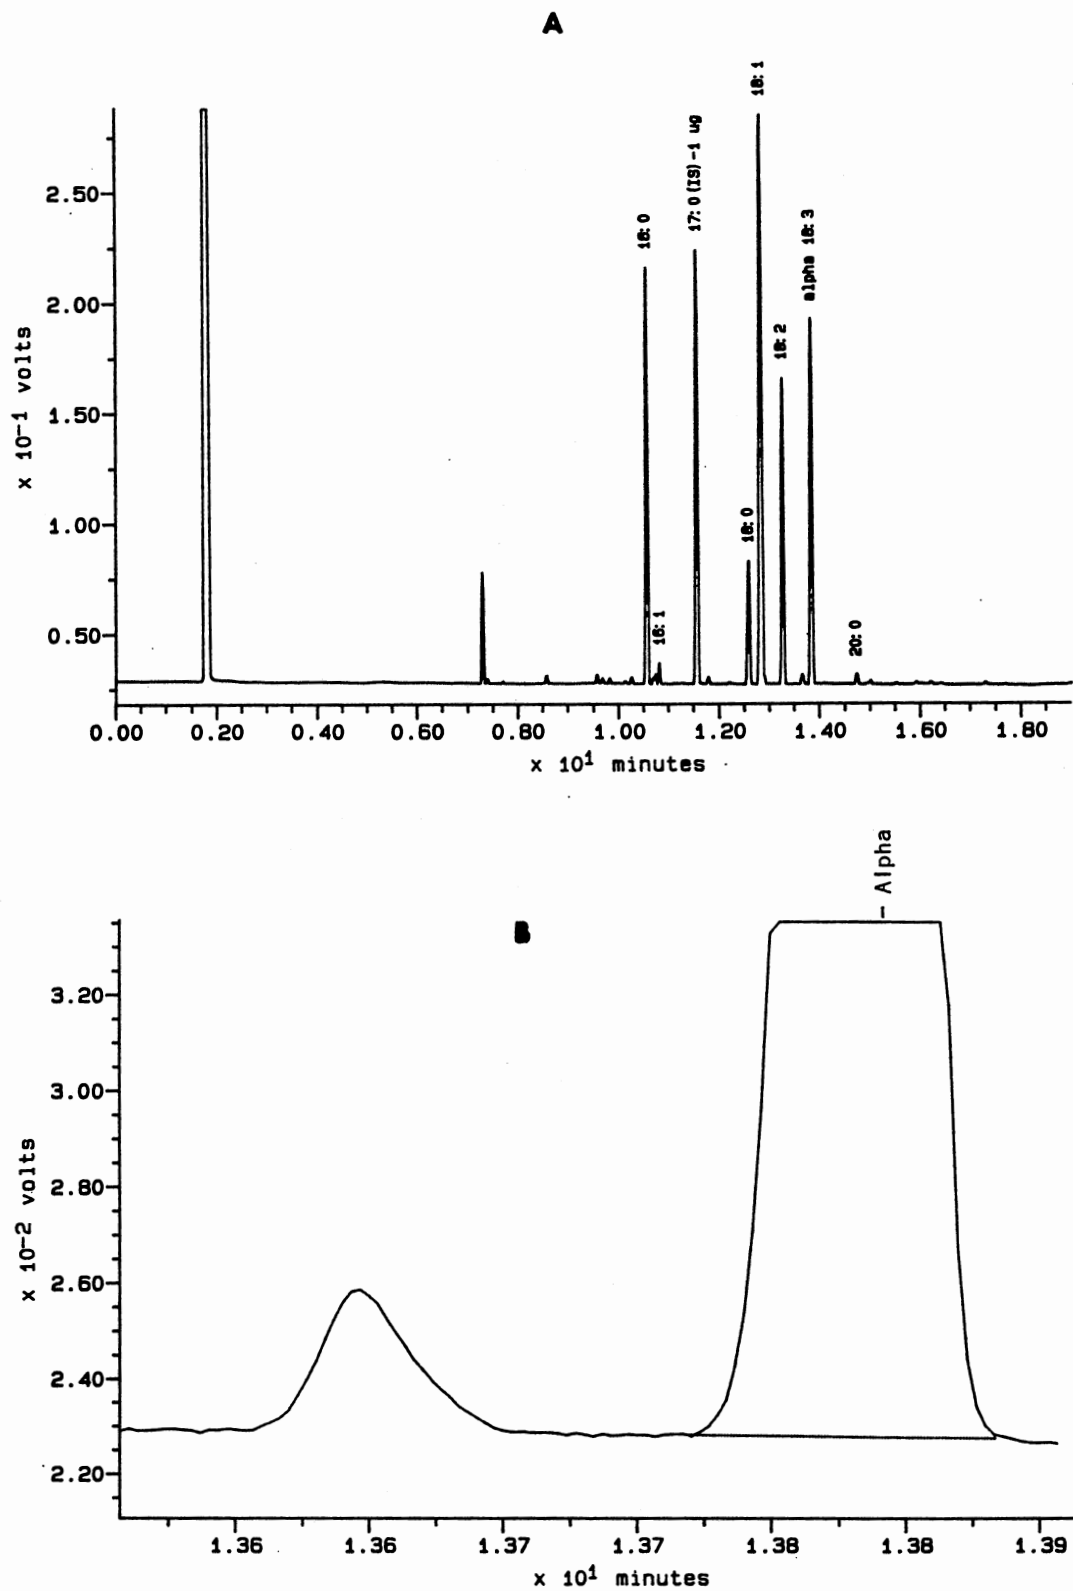 A
18:1
17:0(IS)-1 ug
16:0
alpha 18:3
18:2
18:0
16:1
20:0
2.50
2.00
1.50
1.00
0.50
x 10-1 volts
0.00 0.20 0.40 0.60 0.80 1.00 1.20 1.40 1.60 1.80
x 101 minutes
Alpha
B
3.20
3.00
2.80
2.60
2.40
2.20
x 10-2 volts
1.36 1.36 1.37 1.37 1.38 1.38 1.39
x 101 minutes